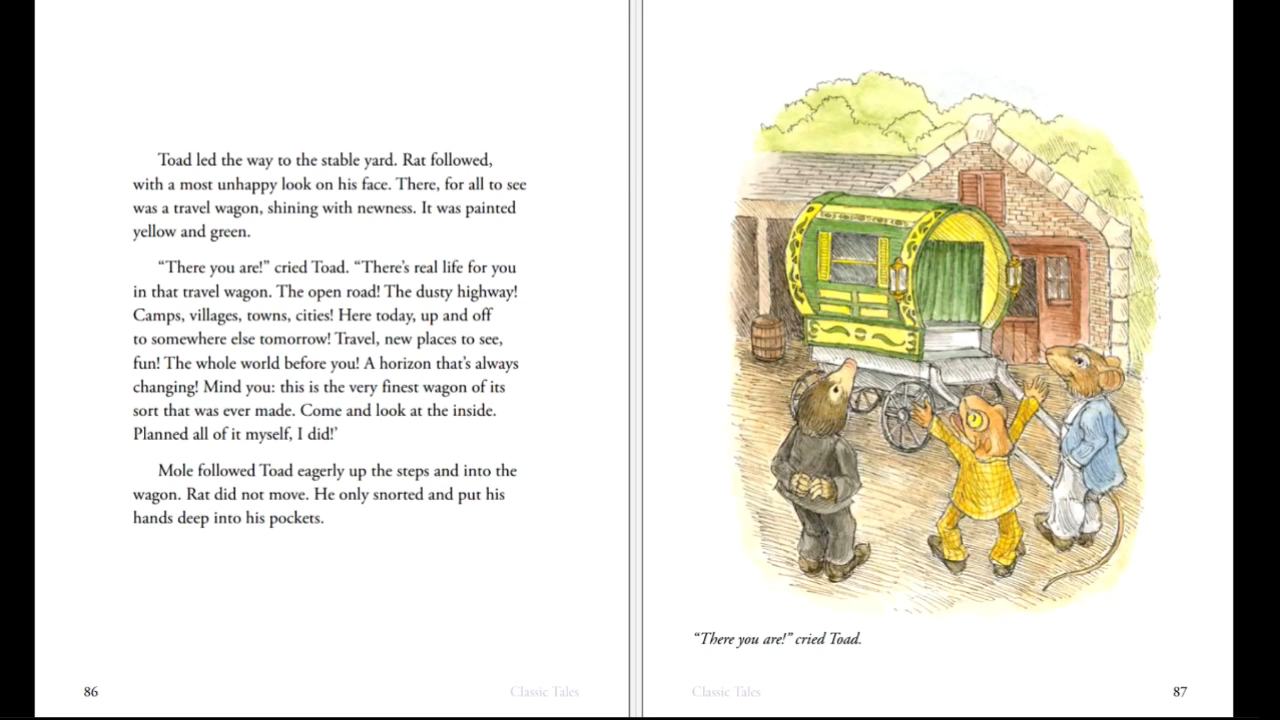 Toad led the way to the stable yard. Rat followed,
with a most unhappy look on his face. There, for all to see
was a travel wagon, shining with newness. It was painted
yellow and green.
“There you are!” cried Toad. “There’s real life for you
in that travel wagon. The open road! The dusty highway!
Camps, villages, towns, cities! Here today, up and off
to somewhere else tomorrow! Travel, new places to see,
fun! The whole world before you! A horizon that’s always
changing! Mind you: this is the very finest wagon of its
sort that was ever made. Come and look at the inside.
Planned all of it myself, I did!’
Mole followed Toad eagerly up the steps and into the
wagon. Rat did not move. He only snorted and put his
hands deep into his pockets.
86
Classic Tales
“There you are!” cried Toad.
Classic Tales
87